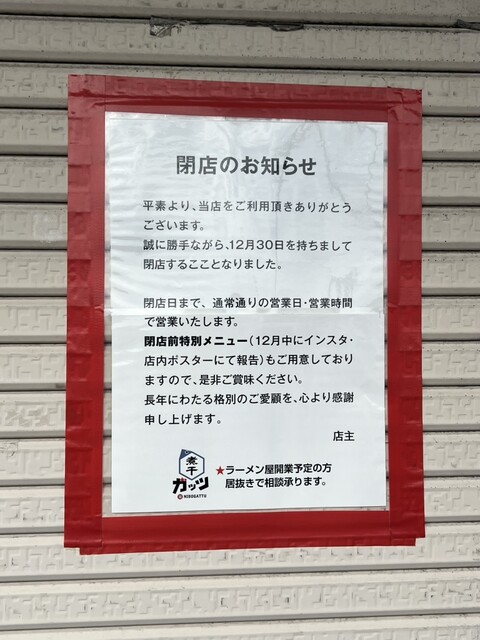 閉店のお知らせ
平素より、当店をご利用頂きありがとう
ございます。
誠に勝手ながら、12月30日を持ちまして
閉店するこことなりました。
閉店日まで、通常通りの営業日･営業時間
で営業いたします。
閉店前特別メニュー(12月中にインスタ･
店内ポスターにて報告)もご用意しており
ますので、是非ご賞味ください。
長年にわたる格別のご愛顧を、心より感謝
申し上げます。
店主
煮干
ガッツ
NIBOGATTU
★ラーメン屋開業予定の方
居抜きで相談承ります。